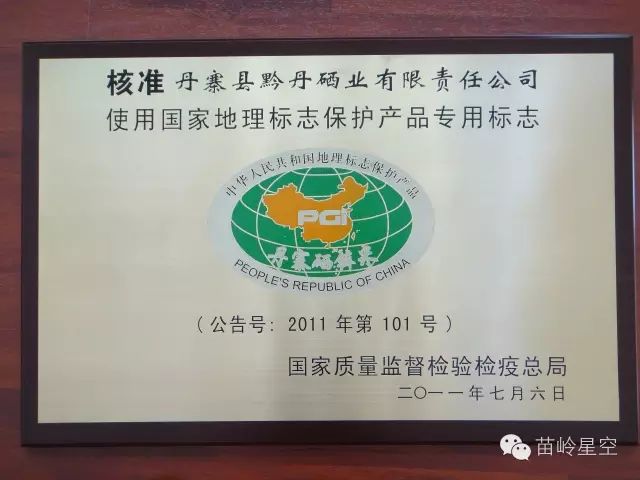 核准 丹寨县黔丹硒业有限责任公司
使用国家地理标志保护产品专用标志
中华人民共和国地理标志保护产品
PGI
丹寨硒锌米
PEOPLE'S REPUBLIC OF CHINA
(公告号: 2011 年第 101 号)
国家质量监督检验检疫总局
二〇一一年七月六日
苗岭星空